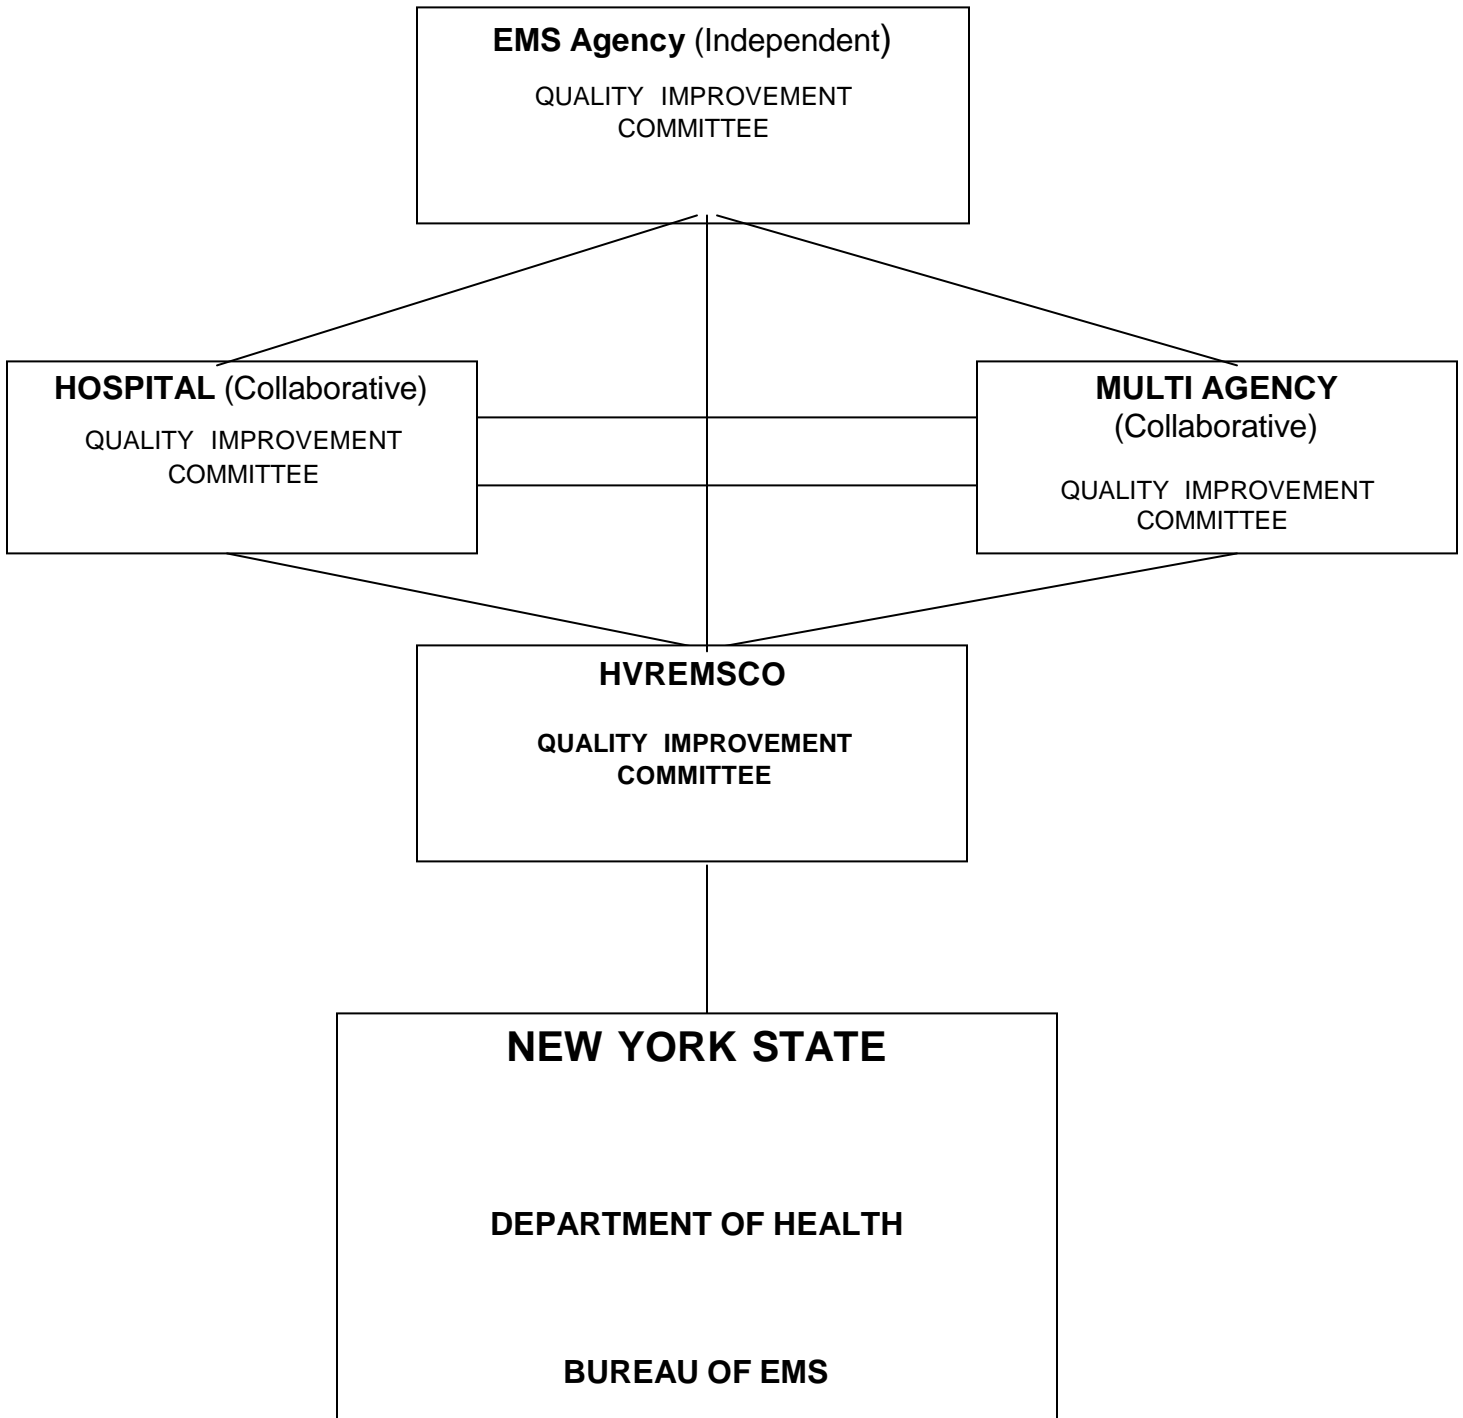 EMS Agency (Independent)
QUALITY IMPROVEMENT
COMMITTEE
HOSPITAL (Collaborative)
QUALITY IMPROVEMENT
COMMITTEE
MULTI AGENCY
(Collaborative)
QUALITY IMPROVEMENT
COMMITTEE
HVREMSCO
QUALITY IMPROVEMENT
COMMITTEE
NEW YORK STATE
DEPARTMENT OF HEALTH
BUREAU OF EMS